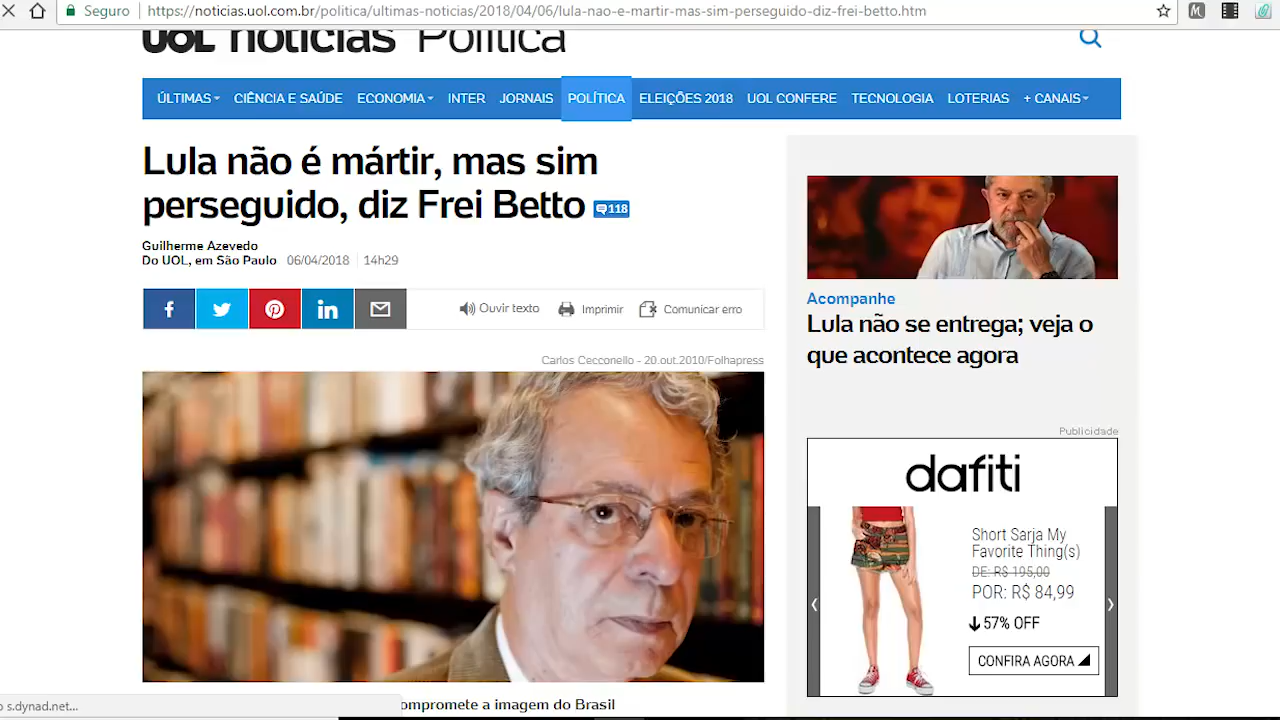 Seguro
https://noticias.uol.com.br/politica/ultimas-noticias/2018/04/06/lula-nao-e-martir-mas-sim-perseguido-diz-frei-betto.htm
UOL notícias Política
ÚLTIMAS CIÊNCIA E SAÚDE ECONOMIA INTER JORNAIS POLÍTICA ELEIÇÕES 2018 UOL CONFERE TECNOLOGIA LOTERIAS + CANAIS
Lula não é mártir, mas sim
perseguido, diz Frei Betto 118
Guilherme Azevedo
Do UOL, em São Paulo 06/04/2018 14h29
Ouvir texto Imprimir Comunicar erro
Carlos Cecconello - 20.out.2010/Folhapress
ompromete a imagem do Brasil
Acompanhe
Lula não se entrega; veja o
que acontece agora
Publicidade
dafiti
Short Sarja My
Favorite Thing(s)
DE: R$ 195,00
POR: R$ 84,99
57% OFF
CONFIRA AGORA
s.dynad.net...